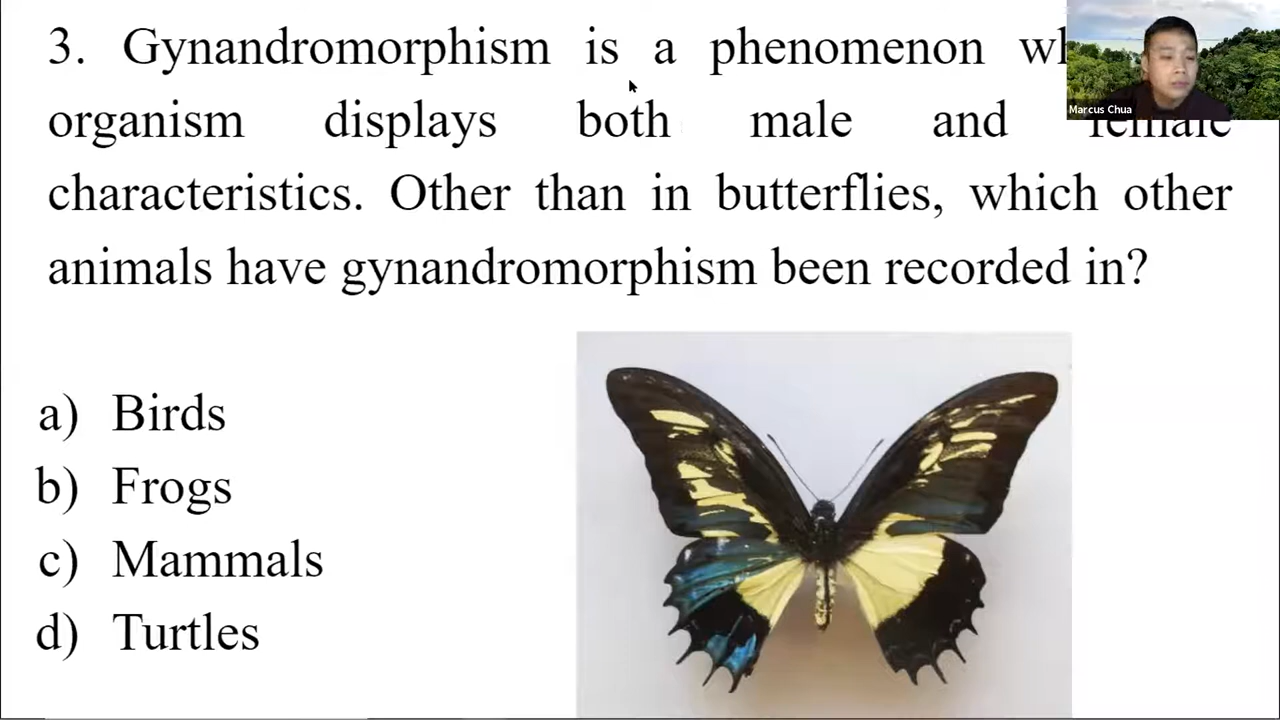 3. Gynandromorphism is a phenomenon
Marcus Chua
organism displays both male and female
characteristics. Other than in butterflies, which other
animals have gynandromorphism been recorded in?
a) Birds
b) Frogs
c) Mammals
d) Turtles